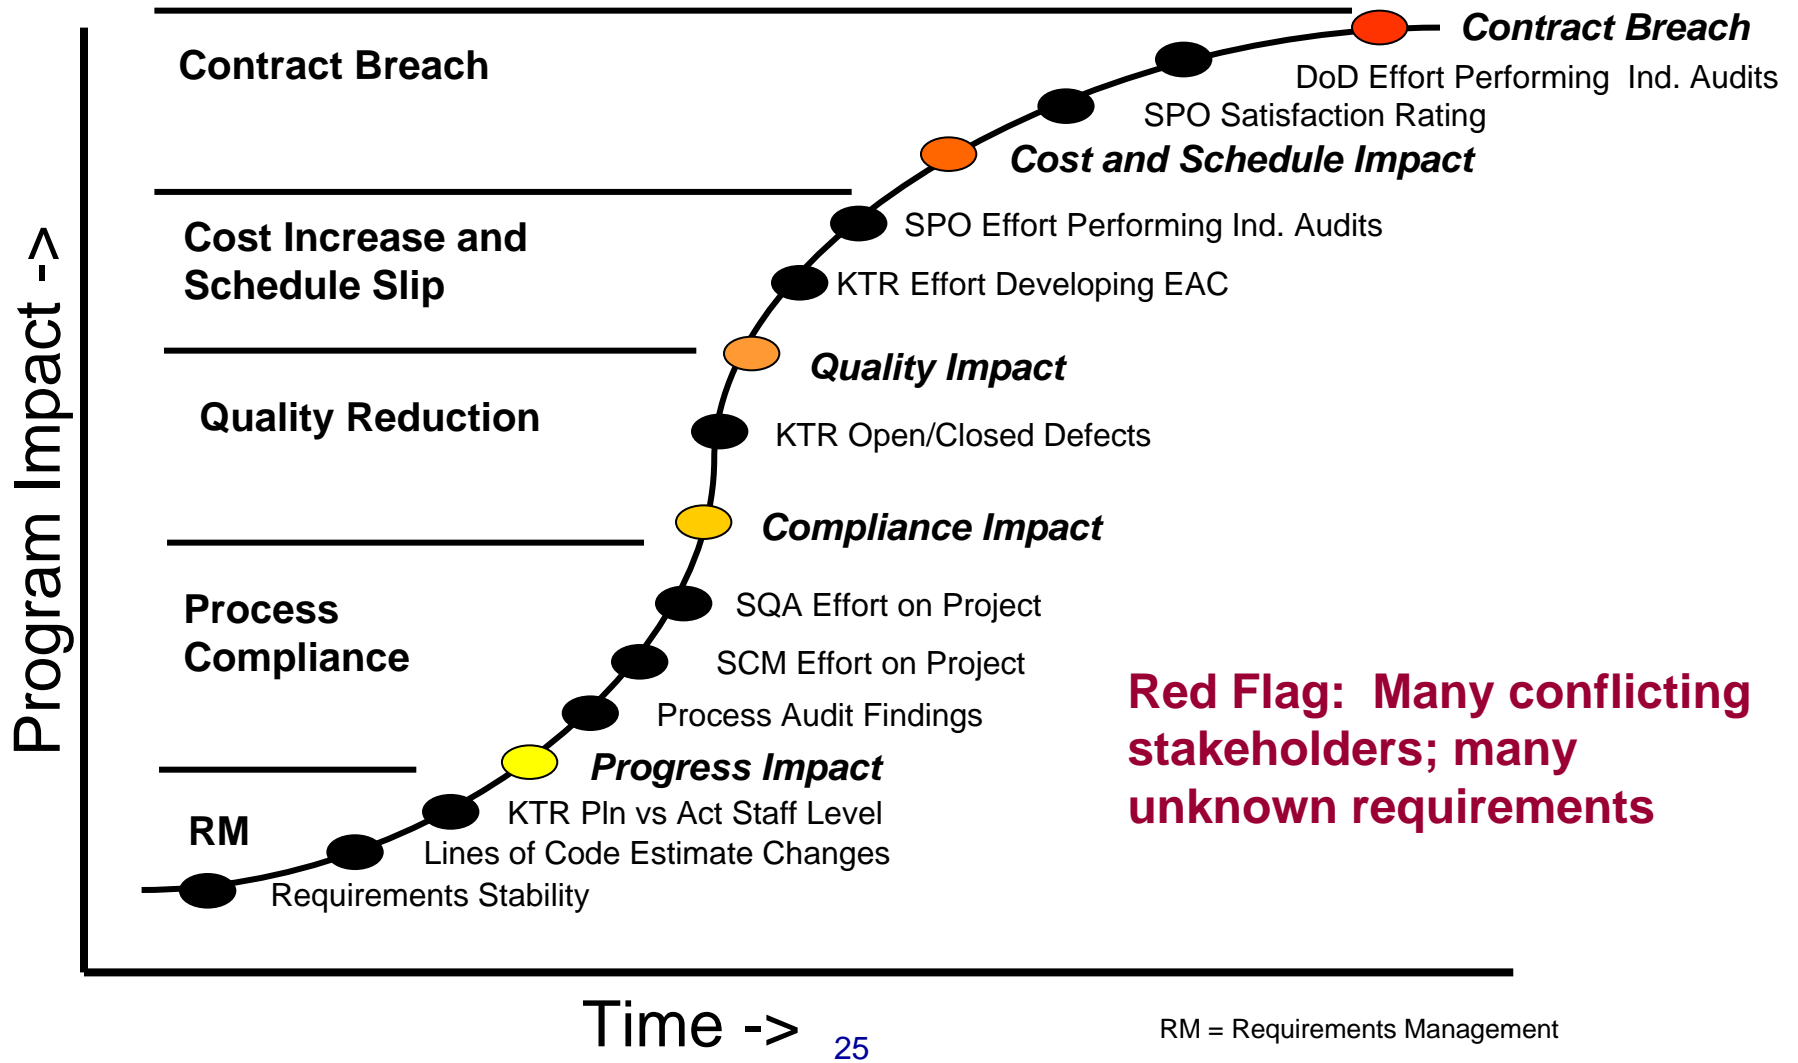 Contract Breach
Contract Breach
DoD Effort Performing Ind. Audits
SPO Satisfaction Rating
Cost and Schedule Impact
Cost Increase and
Schedule Slip
SPO Effort Performing Ind. Audits
KTR Effort Developing EAC
Quality Impact
Quality Reduction
KTR Open/Closed Defects
Compliance Impact
Process
Compliance
SQA Effort on Project
SCM Effort on Project
Process Audit Findings
Progress Impact
RM
KTR Pln vs Act Staff Level
Lines of Code Estimate Changes
Requirements Stability
Red Flag: Many conflicting
stakeholders; many
unknown requirements
Program Impact ->
Time ->
25
RM = Requirements Management